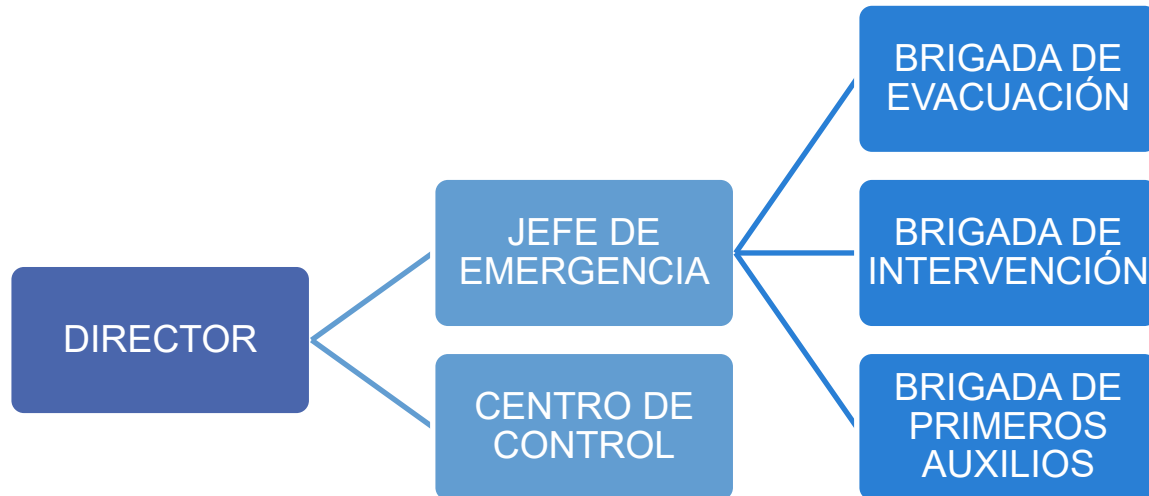 DIRECTOR
JEFE DE
EMERGENCIA
CENTRO DE
CONTROL
BRIGADA DE
EVACUACIÓN
BRIGADA DE
INTERVENCIÓN
BRIGADA DE
PRIMEROS
AUXILIOS